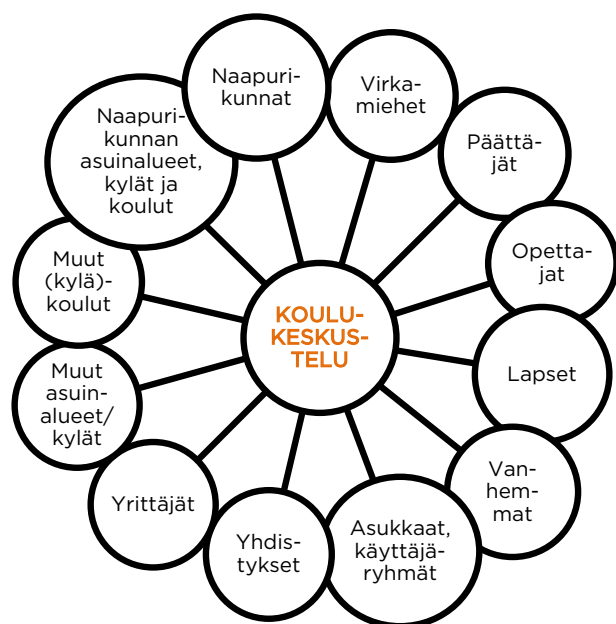 Naapuri-
kunnat
Virka-
miehet
Päättä-
jät
Opetta-
jat
Lapset
Van-
hem-
mat
Asukkaat,
käyttäjä-
ryhmät
Yhdis-
tykset
Yrittäjät
Muut
asuin-
alueet/
kylät
Muut
(kylä)-
koulut
Naapuri-
kunnan
asuinalueet,
kylät ja
koulut
KOULU-
KESKUS-
TELU